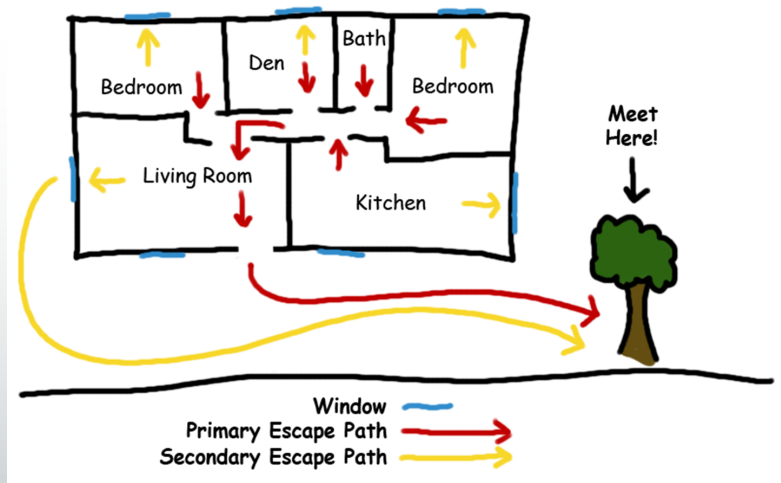 Bath
Den
Bedroom
Bedroom
Meet
Here!
Living Room
Kitchen
Window
Primary Escape Path
Secondary Escape Path